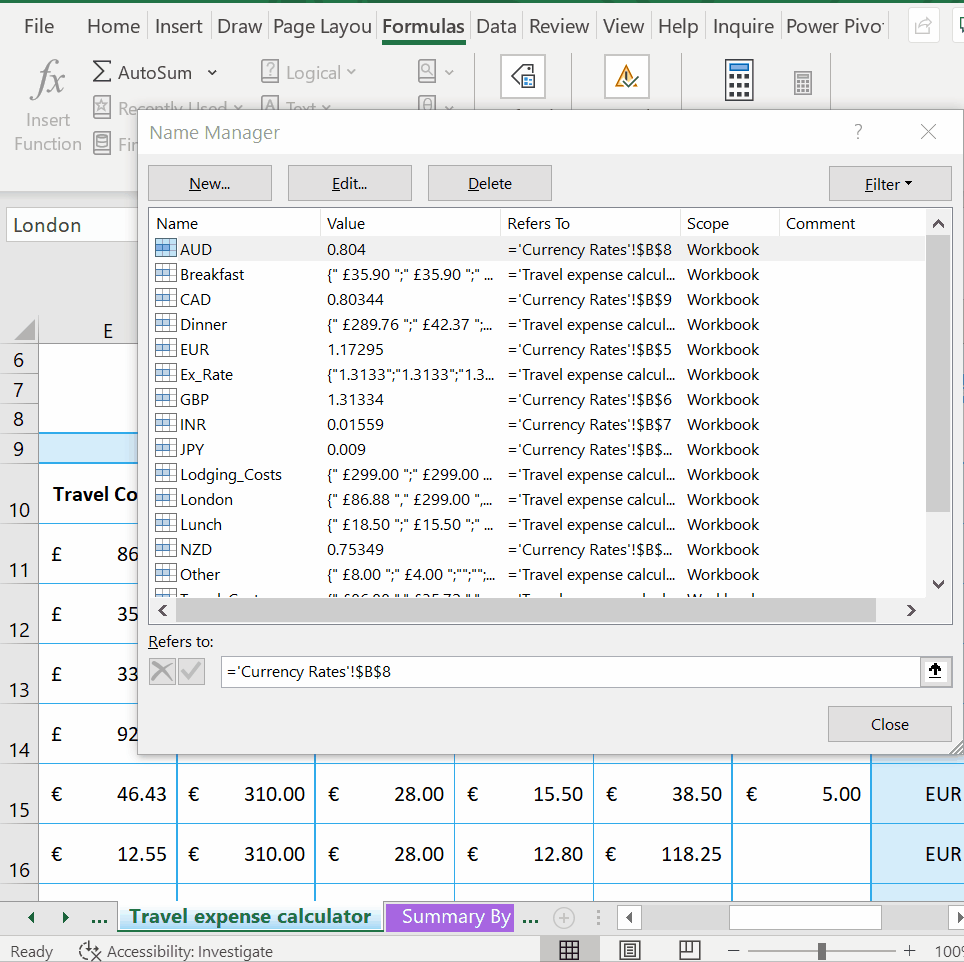 File Home Insert Draw Page Layou Formulas Data Review View Help Inquire Power Pivo
fx Σ AutoSum Logical
Insert Recently Used Text
Function Fin
Name Manager ? ×
New... Edit... Delete Filter
London
Name Value Refers To Scope Comment
AUD 0.804 ='Currency Rates'!$B$8 Workbook
Breakfast {" £35.90 ";" £35.90 ";" ... ='Travel expense calcul... Workbook
CAD 0.80344 ='Currency Rates'!$B$9 Workbook
Dinner {" £289.76 ";" £42.37 ";... ='Travel expense calcul... Workbook
EUR 1.17295 ='Currency Rates'!$B$5 Workbook
Ex_Rate {"1.3133";"1.3133";"1.3... ='Travel expense calcul... Workbook
GBP 1.31334 ='Currency Rates'!$B$6 Workbook
INR 0.01559 ='Currency Rates'!$B$7 Workbook
JPY 0.009 ='Currency Rates'!$B$... Workbook
Lodging_Costs {" £299.00 ";" £299.00 ... ='Travel expense calcul... Workbook
London {" £86.88 "," £299.00 ",... ='Travel expense calcul... Workbook
Lunch {" £18.50 ";" £15.50 ";" ... ='Travel expense calcul... Workbook
NZD 0.75349 ='Currency Rates'!$B$... Workbook
Other {" £8.00 ";" £4.00 ";"";"";... ='Travel expense calcul... Workbook
Refers to:
='Currency Rates'!$B$8
Close
E
6
7
8
9
10 Travel Co
11 £ 86
12 £ 35
13 £ 33
14 £ 92
15 € 46.43 € 310.00 € 28.00 € 15.50 € 38.50 € 5.00 EUR
16 € 12.55 € 310.00 € 28.00 € 12.80 € 118.25 EUR
... Travel expense calculator Summary By ...
Ready Accessibility: Investigate 100%